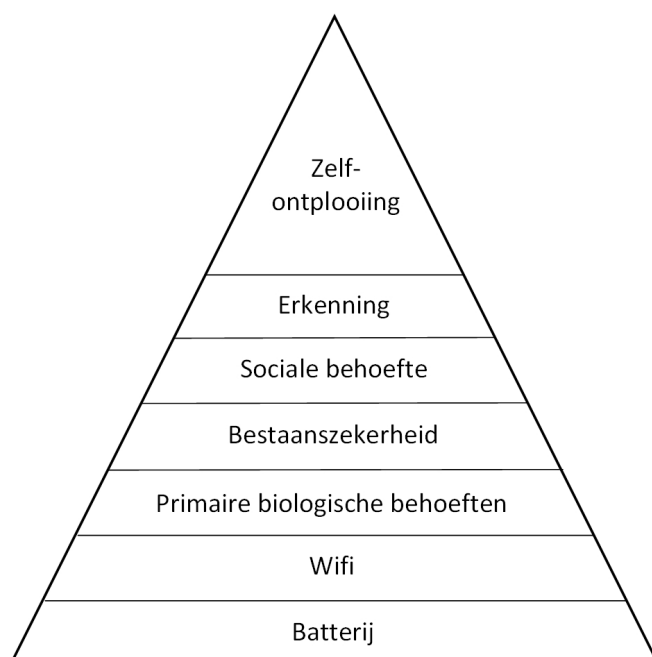 Zelf-
ontplooiing
Erkenning
Sociale behoefte
Bestaanszekerheid
Primaire biologische behoeften
Wifi
Batterij